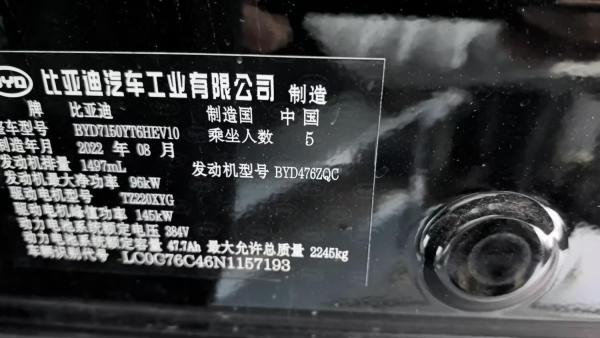 BYD 比亚迪汽车工业有限公司 制造
牌 比亚迪 制造国 中国
整车型号 BYD7150YT6HEV10 乘坐人数 5
制造年月 2022 年 08 月
发动机排量 1497mL 发动机型号 BYD476ZQC
发动机最大净功率 96kW
驱动电机型号 TZ220XYG
驱动电机峰值功率 145kW
动力电池系统额定电压 384V
动力电池系统额定容量 47.7Ah 最大允许总质量 2245kg
车辆识别代号 LC0C76C46N1157193